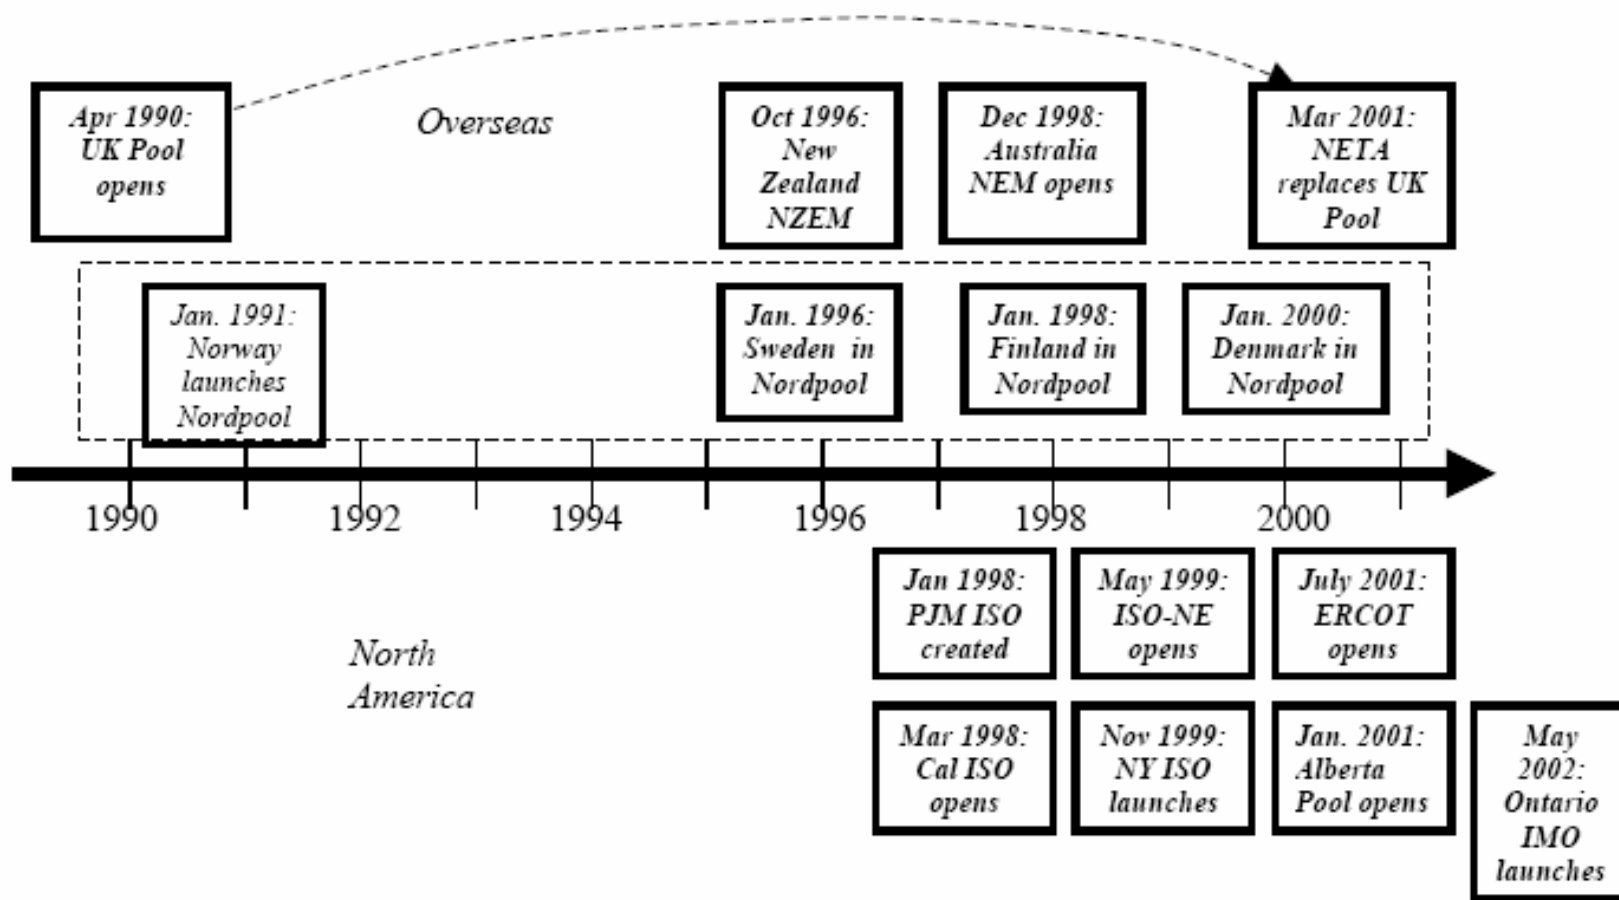 Apr 1990:
UK Pool
opens
Overseas
Oct 1996:
New
Zealand
NZEM
Dec 1998:
Australia
NEM opens
Mar 2001:
NETA
replaces UK
Pool
Jan. 1991:
Norway
launches
Nordpool
Jan. 1996:
Sweden in
Nordpool
Jan. 1998:
Finland in
Nordpool
Jan. 2000:
Denmark in
Nordpool
1990 1992 1994 1996 1998 2000
North
America
Jan 1998:
PJM ISO
created
May 1999:
ISO-NE
opens
July 2001:
ERCOT
opens
Mar 1998:
Cal ISO
opens
Nov 1999:
NY ISO
launches
Jan. 2001:
Alberta
Pool opens
May
2002:
Ontario
IMO
launches